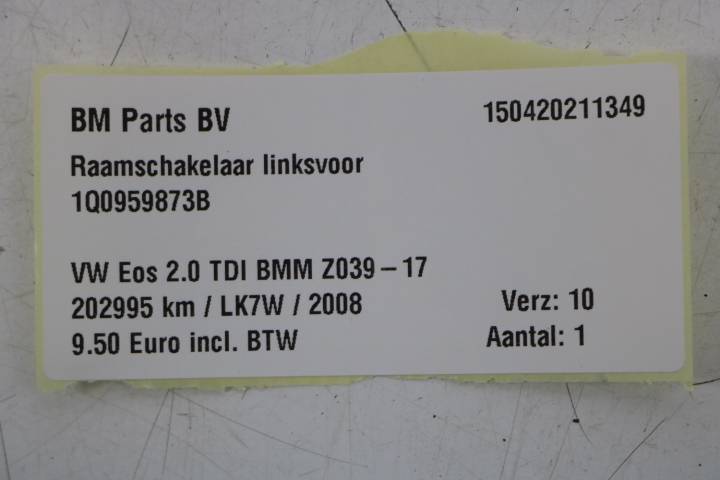 BM Parts BV
150420211349
Raamschakelaar linksvoor
1Q0959873B
VW Eos 2.0 TDI BMM Z039-17
202995 km / LK7W / 2008
Verz: 10
9.50 Euro incl. BTW
Aantal: 1